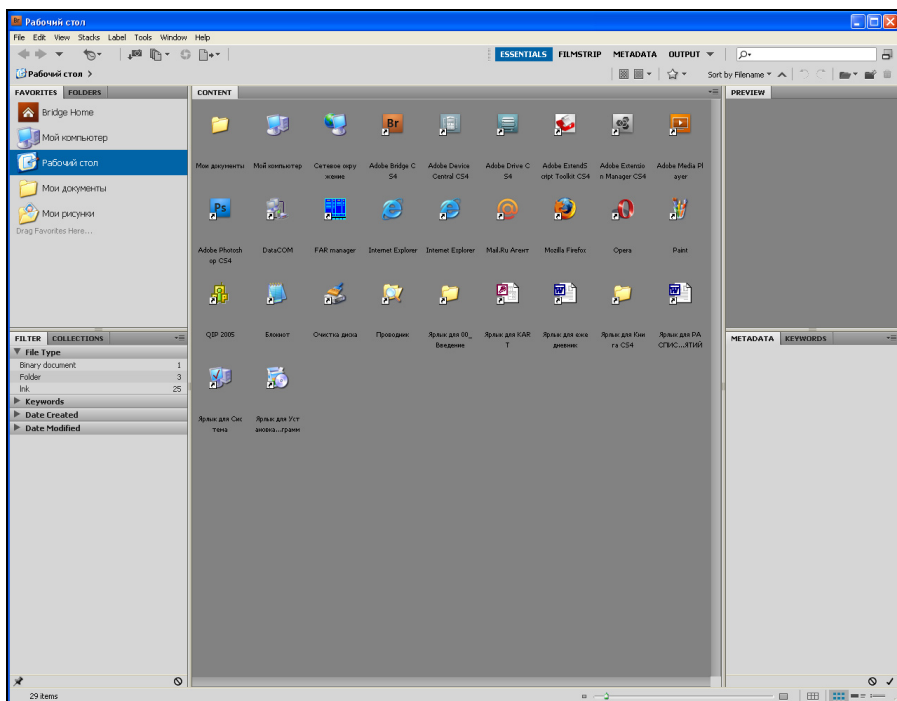 Br Рабочий стол
File Edit View Stacks Label Tools Window Help
ESSENTIALS FILMSTRIP METADATA OUTPUT
Рабочий стол >
Sort by Filename
FAVORITES FOLDERS
CONTENT
PREVIEW
Bridge Home
Мой компьютер
Рабочий стол
Мои документы
Мои рисунки
Drag Favorites Here...
Мои документы
Мой компьютер
Сетевое окру
жение
Adobe Bridge C
S4
Adobe Device
Central CS4
Adobe Drive C
S4
Adobe ExtendS
cript Toolkit CS4
Adobe Extensio
n Manager CS4
Adobe Media Pl
ayer
Adobe Photosh
op CS4
DataCOM
FAR manager
Internet Explorer
Internet Explorer
Mail.Ru Агент
Mozilla Firefox
Opera
Paint
QIP 2005
Блокнот
Очистка диска
Проводник
Ярлык для 00_
Введение
Ярлык для KAR
T
Ярлык для еже
дневник
Ярлык для Кни
га CS4
Ярлык для РА
СПИС...ЯТИЙ
Ярлык для Сис
тема
Ярлык для Уст
ановка...грамм
FILTER COLLECTIONS
File Type
Binary document 1
Folder 3
lnk 25
Keywords
Date Created
Date Modified
METADATA KEYWORDS
29 items